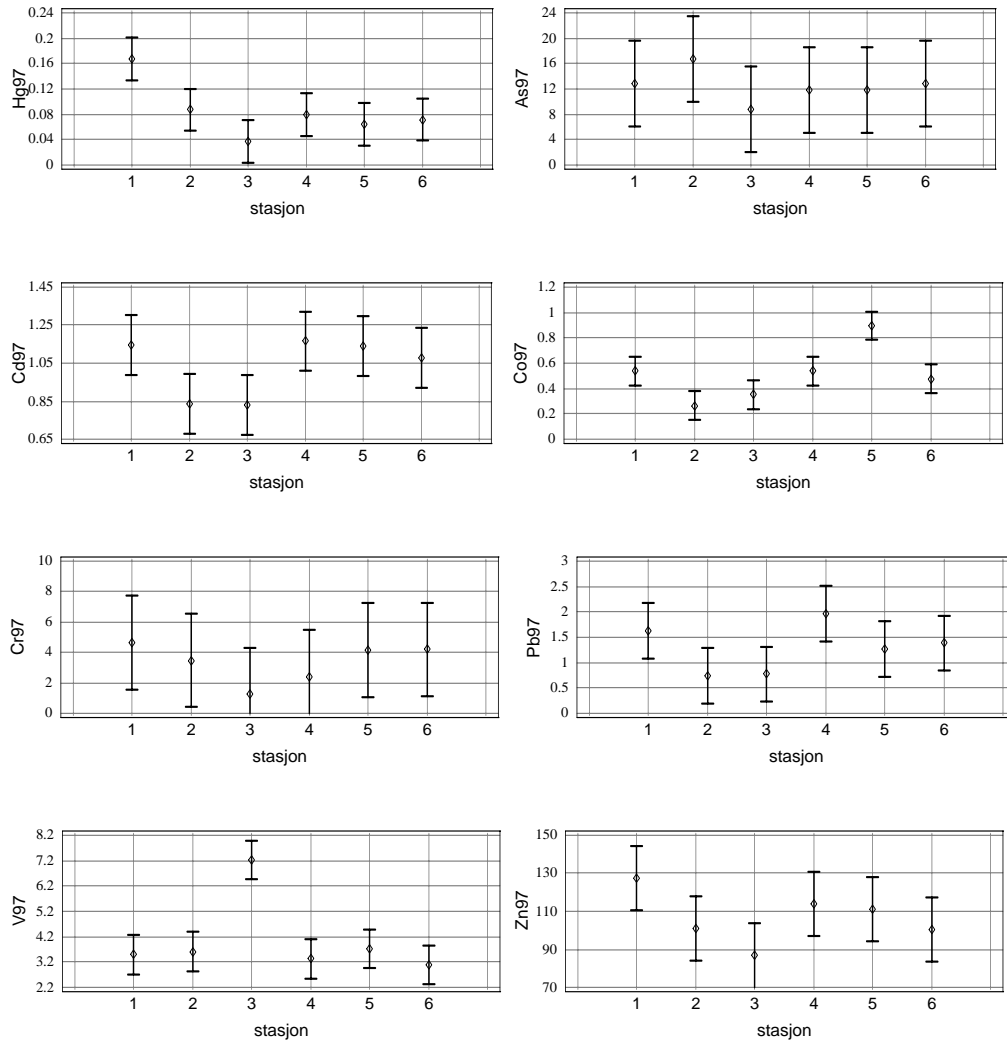 Hg97
0.24
0.2
0.16
0.12
0.08
0.04
0
1 2 3 4 5 6
stasjon
As97
24
20
16
12
8
4
0
1 2 3 4 5 6
stasjon
Cd97
1.45
1.25
1.05
0.85
0.65
1 2 3 4 5 6
stasjon
Co97
1.2
1
0.8
0.6
0.4
0.2
0
1 2 3 4 5 6
stasjon
Cr97
10
8
6
4
2
0
1 2 3 4 5 6
stasjon
Pb97
3
2.5
2
1.5
1
0.5
0
1 2 3 4 5 6
stasjon
V97
8.2
7.2
6.2
5.2
4.2
3.2
2.2
1 2 3 4 5 6
stasjon
Zn97
150
130
110
90
70
1 2 3 4 5 6
stasjon